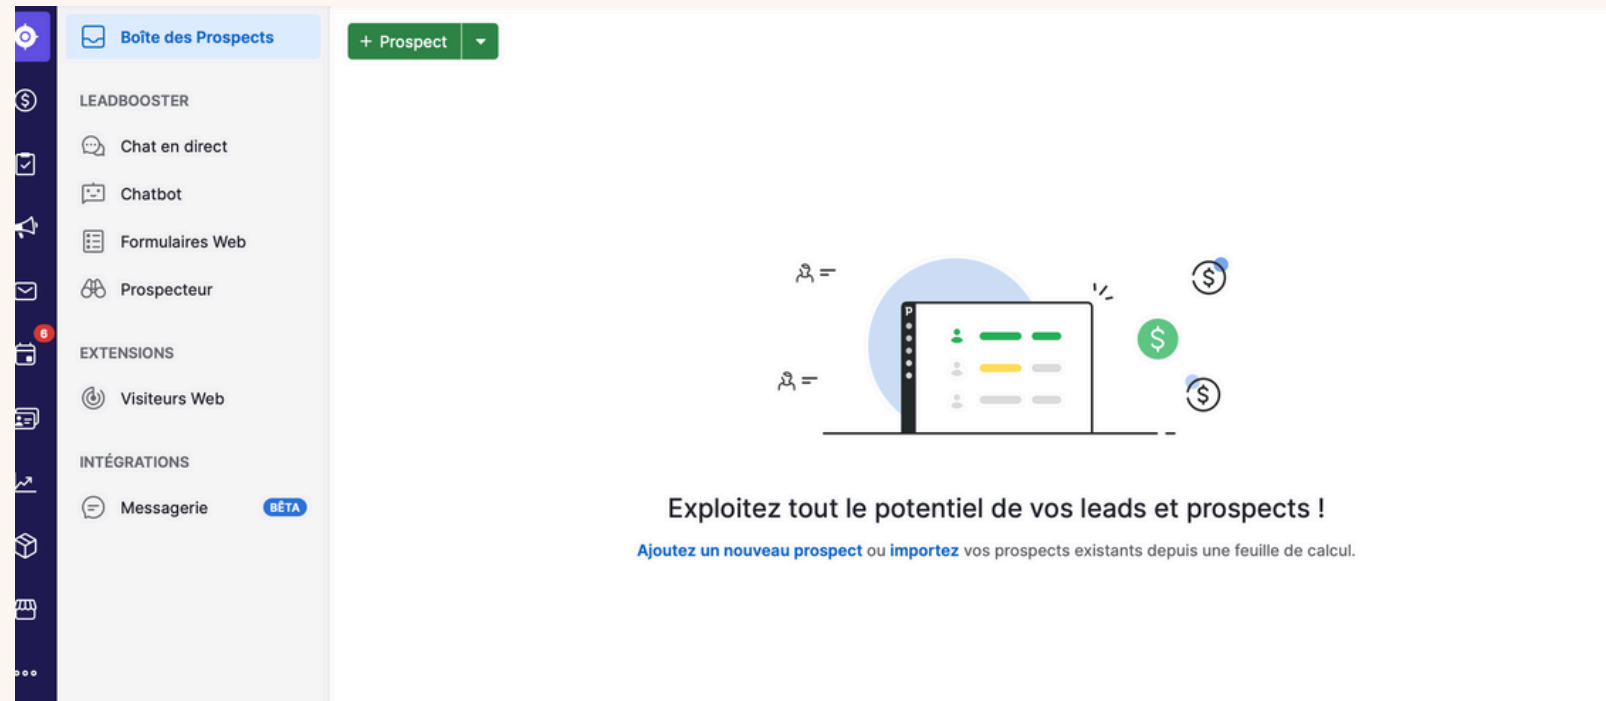 Boîte des Prospects
+ Prospect
LEADBOOSTER
Chat en direct
Chatbot
Formulaires Web
Prospecteur
6
EXTENSIONS
Visiteurs Web
INTÉGRATIONS
Messagerie BÊTA
p
Exploitez tout le potentiel de vos leads et prospects !
Ajoutez un nouveau prospect ou importez vos prospects existants depuis une feuille de calcul.